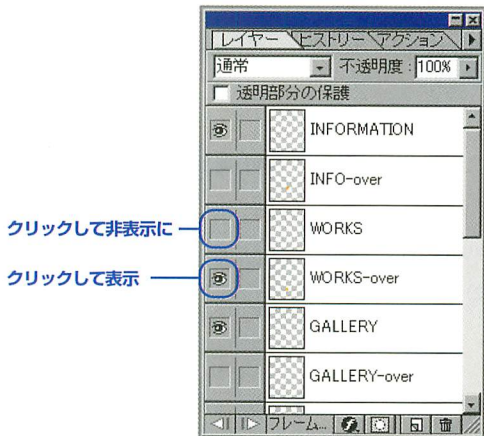 レイヤー ヒストリー アクション
通常 不透明度: 100%
透明部分の保護
INFORMATION
INFO-over
クリックして非表示に
WORKS
クリックして表示
WORKS-over
GALLERY
GALLERY-over
フレーム...